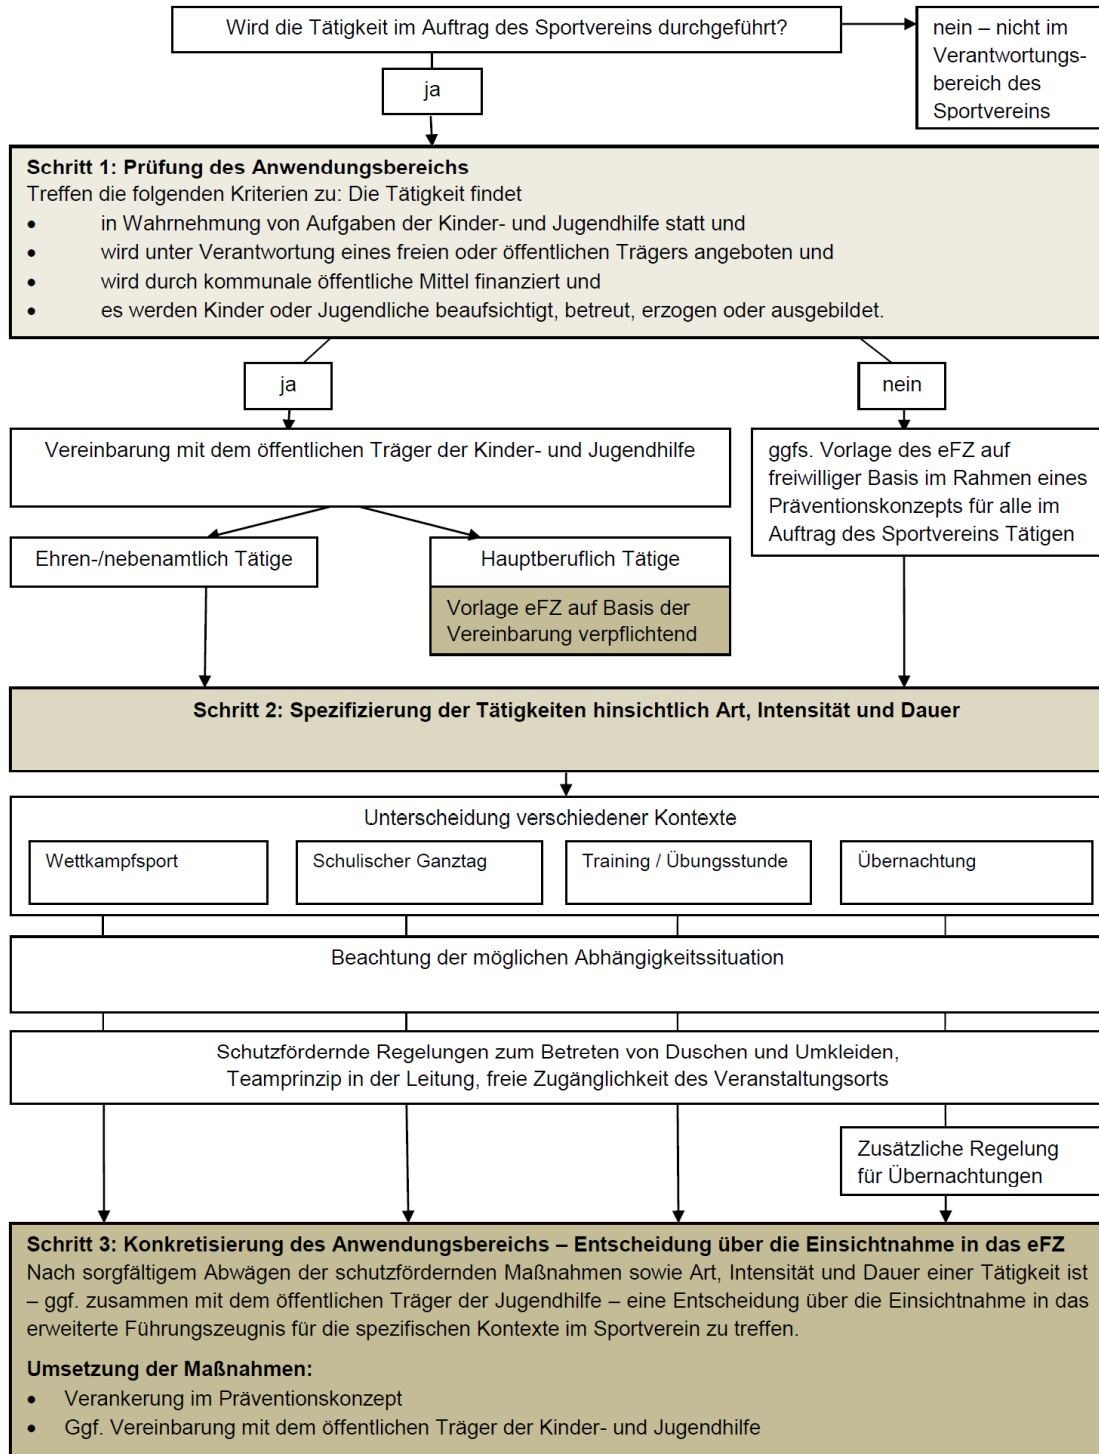 Wird die Tätigkeit im Auftrag des Sportvereins durchgeführt?
nein – nicht im
Verantwortungs-
bereich des
Sportvereins
ja
Schritt 1: Prüfung des Anwendungsbereichs
Treffen die folgenden Kriterien zu: Die Tätigkeit findet
• in Wahrnehmung von Aufgaben der Kinder- und Jugendhilfe statt und
• wird unter Verantwortung eines freien oder öffentlichen Trägers angeboten und
• wird durch kommunale öffentliche Mittel finanziert und
• es werden Kinder oder Jugendliche beaufsichtigt, betreut, erzogen oder ausgebildet.
ja
nein
Vereinbarung mit dem öffentlichen Träger der Kinder- und Jugendhilfe
ggfs. Vorlage des eFZ auf
freiwilliger Basis im Rahmen eines
Präventionskonzepts für alle im
Auftrag des Sportvereins Tätigen
Ehren-/nebenamtlich Tätige
Hauptberuflich Tätige
Vorlage eFZ auf Basis der
Vereinbarung verpflichtend
Schritt 2: Spezifizierung der Tätigkeiten hinsichtlich Art, Intensität und Dauer
Unterscheidung verschiedener Kontexte
Wettkampfsport
Schulischer Ganztag
Training / Übungsstunde
Übernachtung
Beachtung der möglichen Abhängigkeitssituation
Schutzfördernde Regelungen zum Betreten von Duschen und Umkleiden,
Teamprinzip in der Leitung, freie Zugänglichkeit des Veranstaltungsorts
Zusätzliche Regelung
für Übernachtungen
Schritt 3: Konkretisierung des Anwendungsbereichs – Entscheidung über die Einsichtnahme in das eFZ
Nach sorgfältigem Abwägen der schutzfördernden Maßnahmen sowie Art, Intensität und Dauer einer Tätigkeit ist
– ggf. zusammen mit dem öffentlichen Träger der Jugendhilfe – eine Entscheidung über die Einsichtnahme in das
erweiterte Führungszeugnis für die spezifischen Kontexte im Sportverein zu treffen.
Umsetzung der Maßnahmen:
• Verankerung im Präventionskonzept
• Ggf. Vereinbarung mit dem öffentlichen Träger der Kinder- und Jugendhilfe